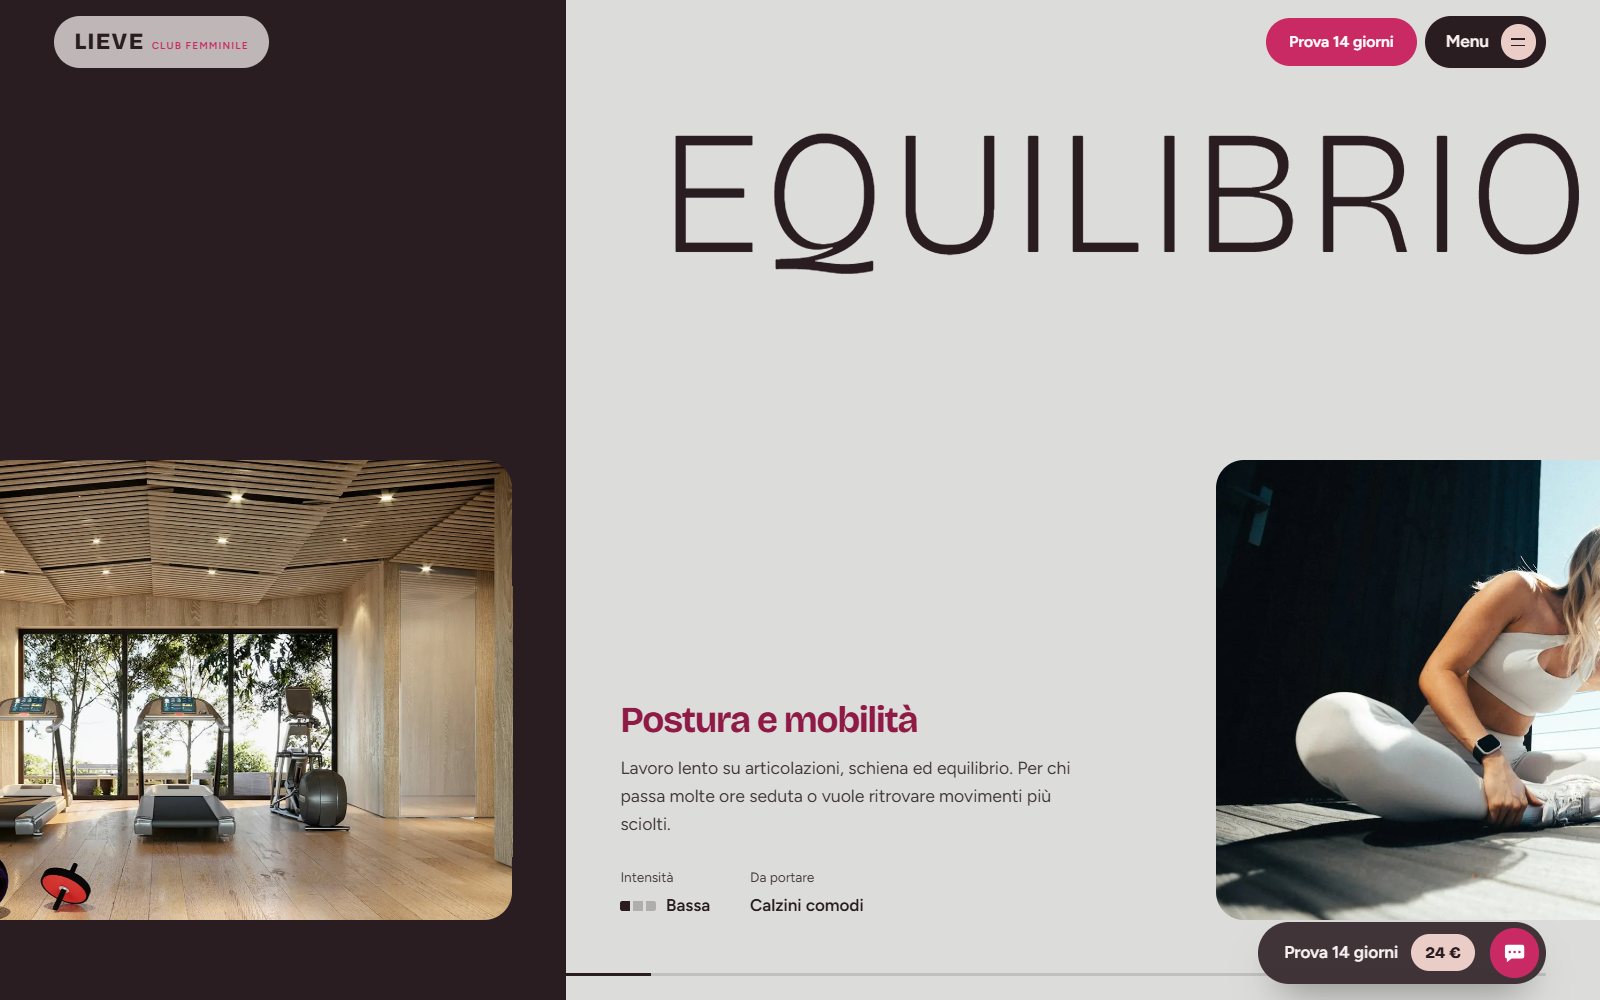 LIEVE CLUB FEMMINILE
Prova 14 giorni
Menu
EQUILIBRIO
Postura e mobilità
Lavoro lento su articolazioni, schiena ed equilibrio. Per chi
passa molte ore seduta o vuole ritrovare movimenti più
sciolti.
Intensità
Bassa
Da portare
Calzini comodi
Prova 14 giorni 24 €